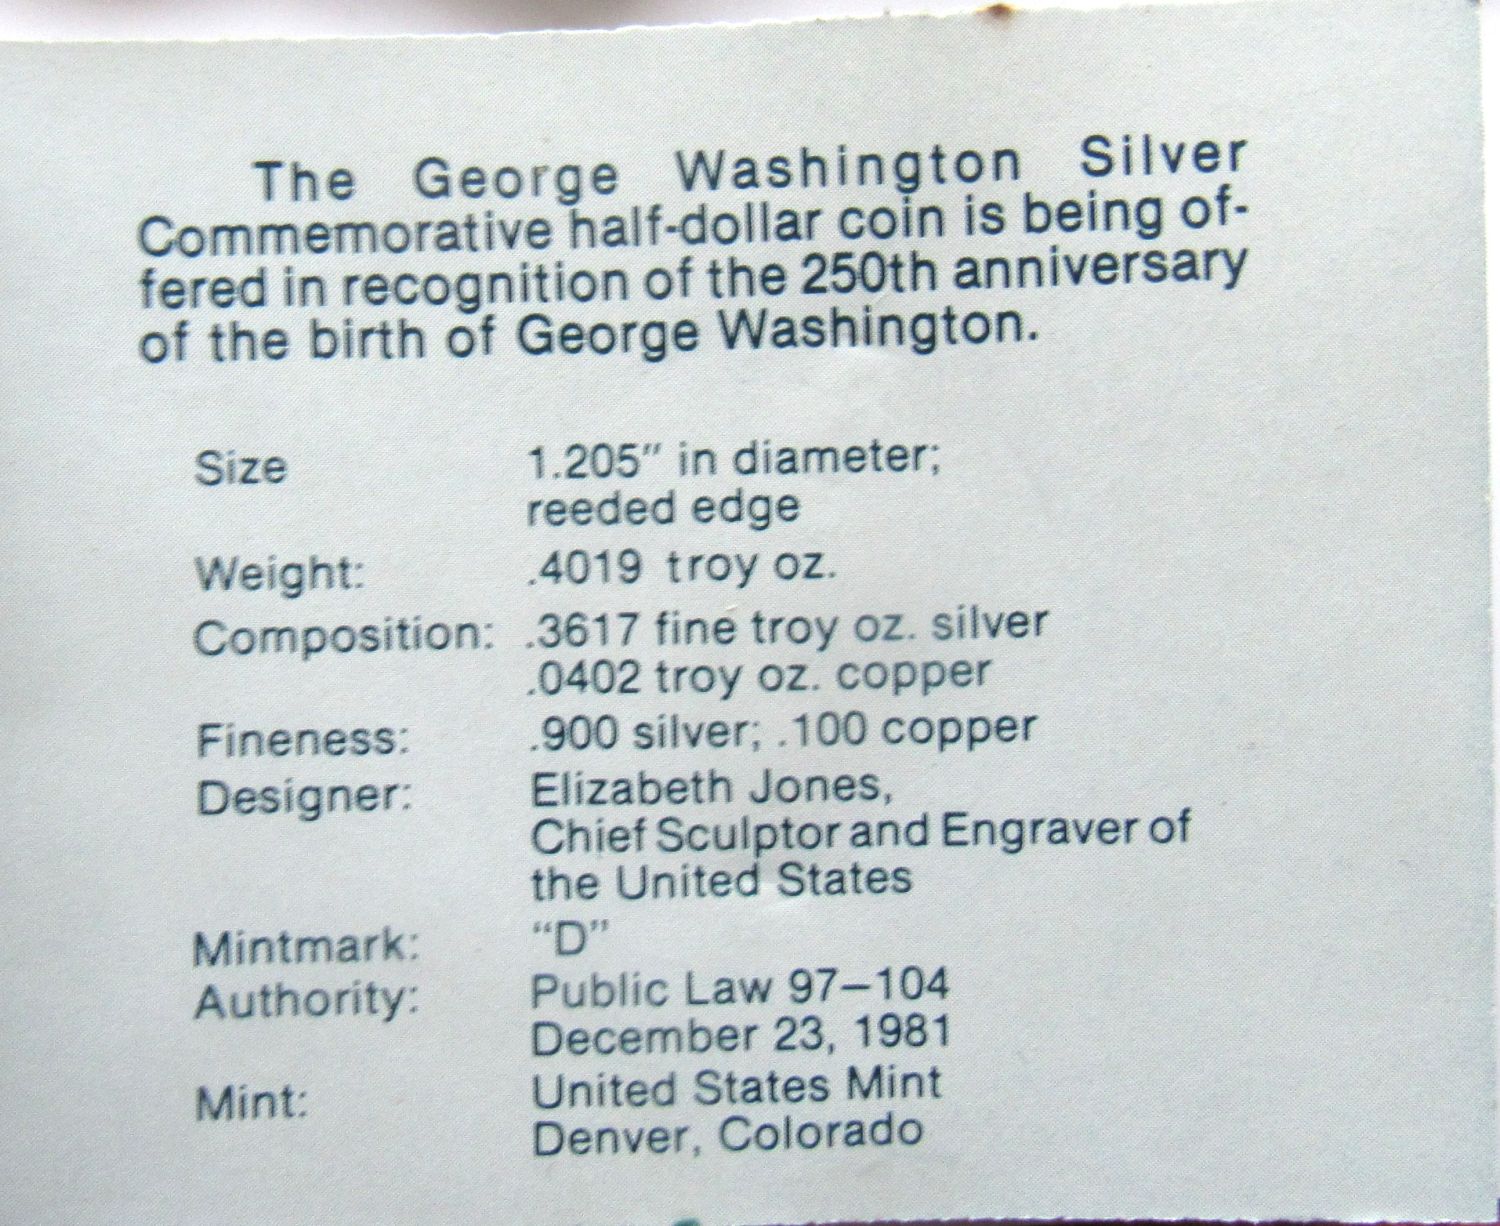 The George Washington Silver
Commemorative half-dollar coin is being of-
fered in recognition of the 250th anniversary
of the birth of George Washington.
Size 1.205" in diameter;
reeded edge
Weight: .4019 troy oz.
Composition: .3617 fine troy oz. silver
.0402 troy oz. copper
Fineness: .900 silver; .100 copper
Designer: Elizabeth Jones,
Chief Sculptor and Engraver of
the United States
Mintmark: “D”
Authority: Public Law 97–104
December 23, 1981
Mint: United States Mint
Denver, Colorado